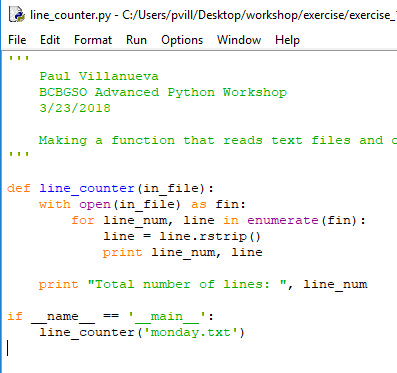 line_counter.py - C:/Users/pvill/Desktop/workshop/exercise/exercise_
File Edit Format Run Options Window Help
'''
    Paul Villanueva
    BCBGSO Advanced Python Workshop
    3/23/2018

    Making a function that reads text files and
'''

def line_counter(in_file):
    with open(in_file) as fin:
        for line_num, line in enumerate(fin):
            line = line.rstrip()
            print line_num, line

    print "Total number of lines: ", line_num

if __name__ == '__main__':
    line_counter('monday.txt')